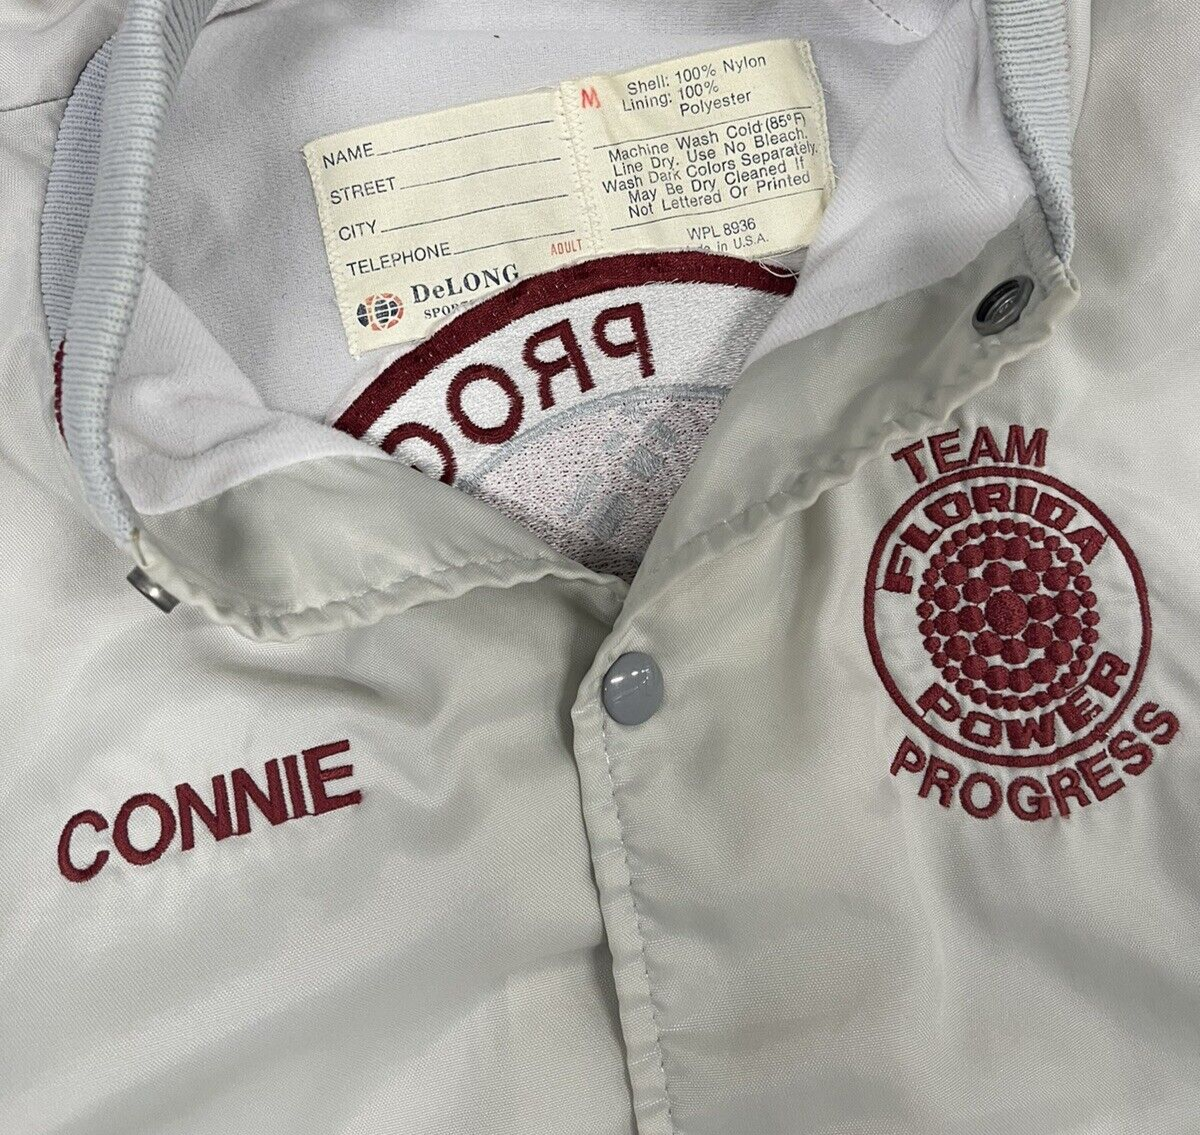 NAME
STREET
CITY
TELEPHONE
ADULT
DeLONG
M
Shell: 100% Nylon
Lining: 100%
Polyester
Machine Wash Cold (85°F)
Line Dry. Use No Bleach.
Wash Dark Colors Separately.
May Be Dry Cleaned If
Not Lettered Or Printed
WPL 8936
in U.S.A.
PROG
TEAM
FLORIDA
POWER
PROGRESS
CONNIE